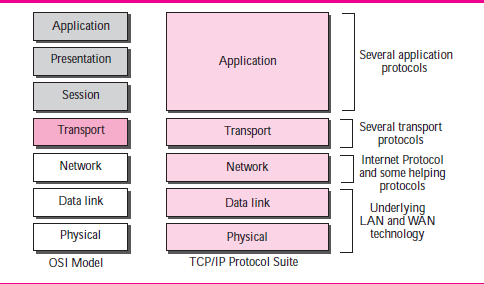 Application
Presentation
Session
Transport
Network
Data link
Physical
OSI Model
Application
Transport
Network
Data link
Physical
TCP/IP Protocol Suite
Several application
protocols
Several transport
protocols
Internet Protocol
and some helping
protocols
Underlying
LAN and WAN
technology